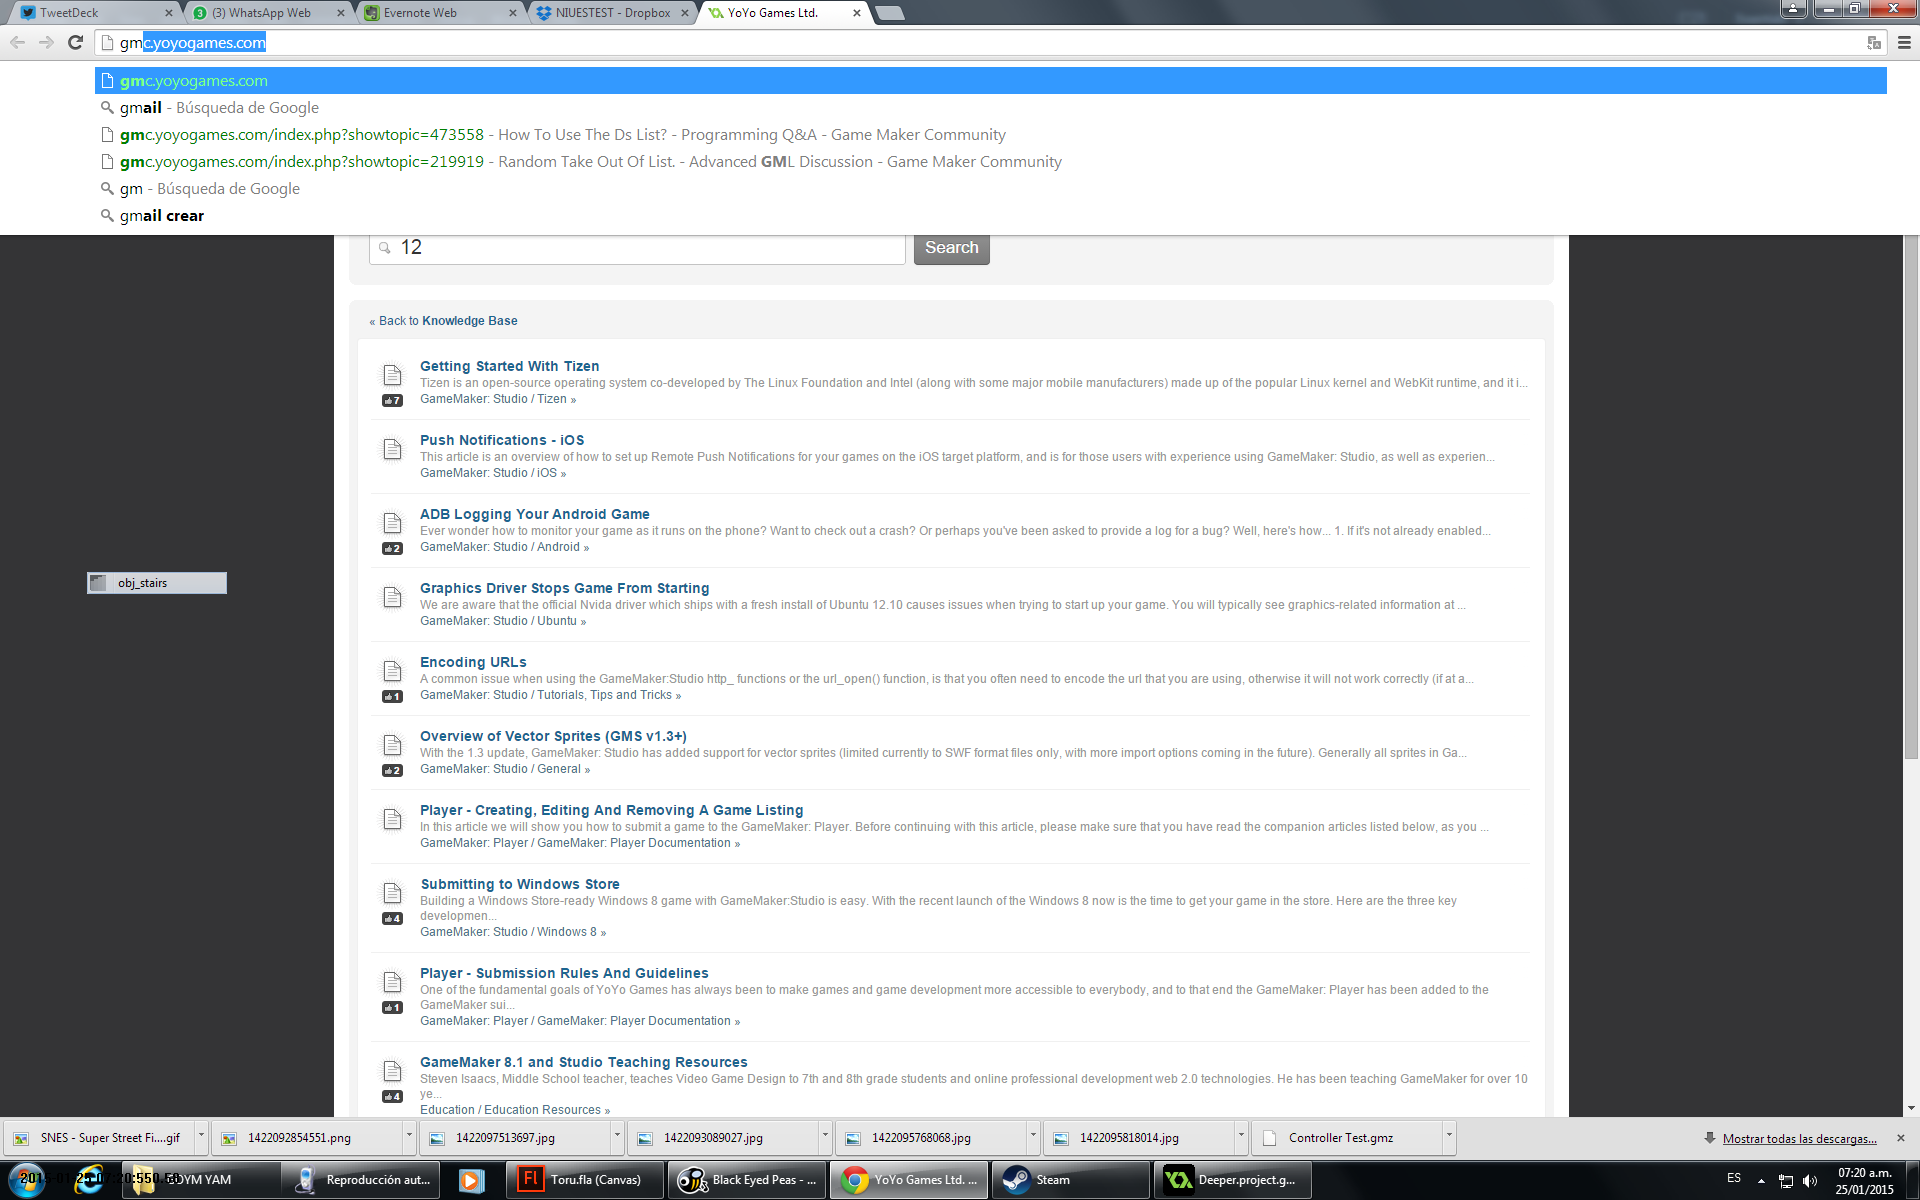 TweetDeck
(3) WhatsApp Web
Evernote Web
NIUESTEST - Dropbox
YoYo Games Ltd.
gmc.yoyogames.com
gmc.yoyogames.com
gmail - Búsqueda de Google
gmc.yoyogames.com/index.php?showtopic=473558 - How To Use The Ds List? - Programming Q&A - Game Maker Community
gmc.yoyogames.com/index.php?showtopic=219919 - Random Take Out Of List. - Advanced GML Discussion - Game Maker Community
gm - Búsqueda de Google
gmail crear
12
Search
« Back to Knowledge Base
Getting Started With Tizen
Tizen is an open-source operating system co-developed by The Linux Foundation and Intel (along with some major mobile manufacturers) made up of the popular Linux kernel and WebKit runtime, and it i...
7
GameMaker: Studio / Tizen »
Push Notifications - iOS
This article is an overview of how to set up Remote Push Notifications for your games on the iOS target platform, and is for those users with experience using GameMaker: Studio, as well as experien...
GameMaker: Studio / iOS »
ADB Logging Your Android Game
Ever wonder how to monitor your game as it runs on the phone? Want to check out a crash? Or perhaps you've been asked to provide a log for a bug? Well, here's how... 1. If it's not already enabled...
2
GameMaker: Studio / Android »
obj_stairs
Graphics Driver Stops Game From Starting
We are aware that the official Nvida driver which ships with a fresh install of Ubuntu 12.10 causes issues when trying to start up your game. You will typically see graphics-related information at ...
GameMaker: Studio / Ubuntu »
Encoding URLs
A common issue when using the GameMaker:Studio http_ functions or the url_open() function, is that you often need to encode the url that you are using, otherwise it will not work correctly (if at a...
1
GameMaker: Studio / Tutorials, Tips and Tricks »
Overview of Vector Sprites (GMS v1.3+)
With the 1.3 update, GameMaker: Studio has added support for vector sprites (limited currently to SWF format files only, with more import options coming in the future). Generally all sprites in Ga...
2
GameMaker: Studio / General »
Player - Creating, Editing And Removing A Game Listing
In this article we will show you how to submit a game to the GameMaker: Player. Before continuing with this article, please make sure that you have read the companion articles listed below, as you ...
GameMaker: Player / GameMaker: Player Documentation »
Submitting to Windows Store
Building a Windows Store-ready Windows 8 game with GameMaker:Studio is easy. With the recent launch of the Windows 8 now is the time to get your game in the store. Here are the three key
developmen...
4
GameMaker: Studio / Windows 8 »
Player - Submission Rules And Guidelines
One of the fundamental goals of YoYo Games has always been to make games and game development more accessible to everybody, and to that end the GameMaker: Player has been added to the
GameMaker sui...
1
GameMaker: Player / GameMaker: Player Documentation »
GameMaker 8.1 and Studio Teaching Resources
Steven Isaacs, Middle School teacher, teaches Video Game Design to 7th and 8th grade students and online professional development web 2.0 technologies. He has been teaching GameMaker for over 10
ye...
4
Education / Education Resources »
SNES - Super Street Fi....gif
1422092854551.png
1422097513697.jpg
1422093089027.jpg
1422095768068.jpg
1422095818014.jpg
Controller Test.gmz
Mostrar todas las descargas...
YAM
Reproducción aut...
Toru.fla (Canvas)
Black Eyed Peas - ...
YoYo Games Ltd. ...
Steam
Deeper.project.g...
ES
07:20 a.m.
25/01/2015